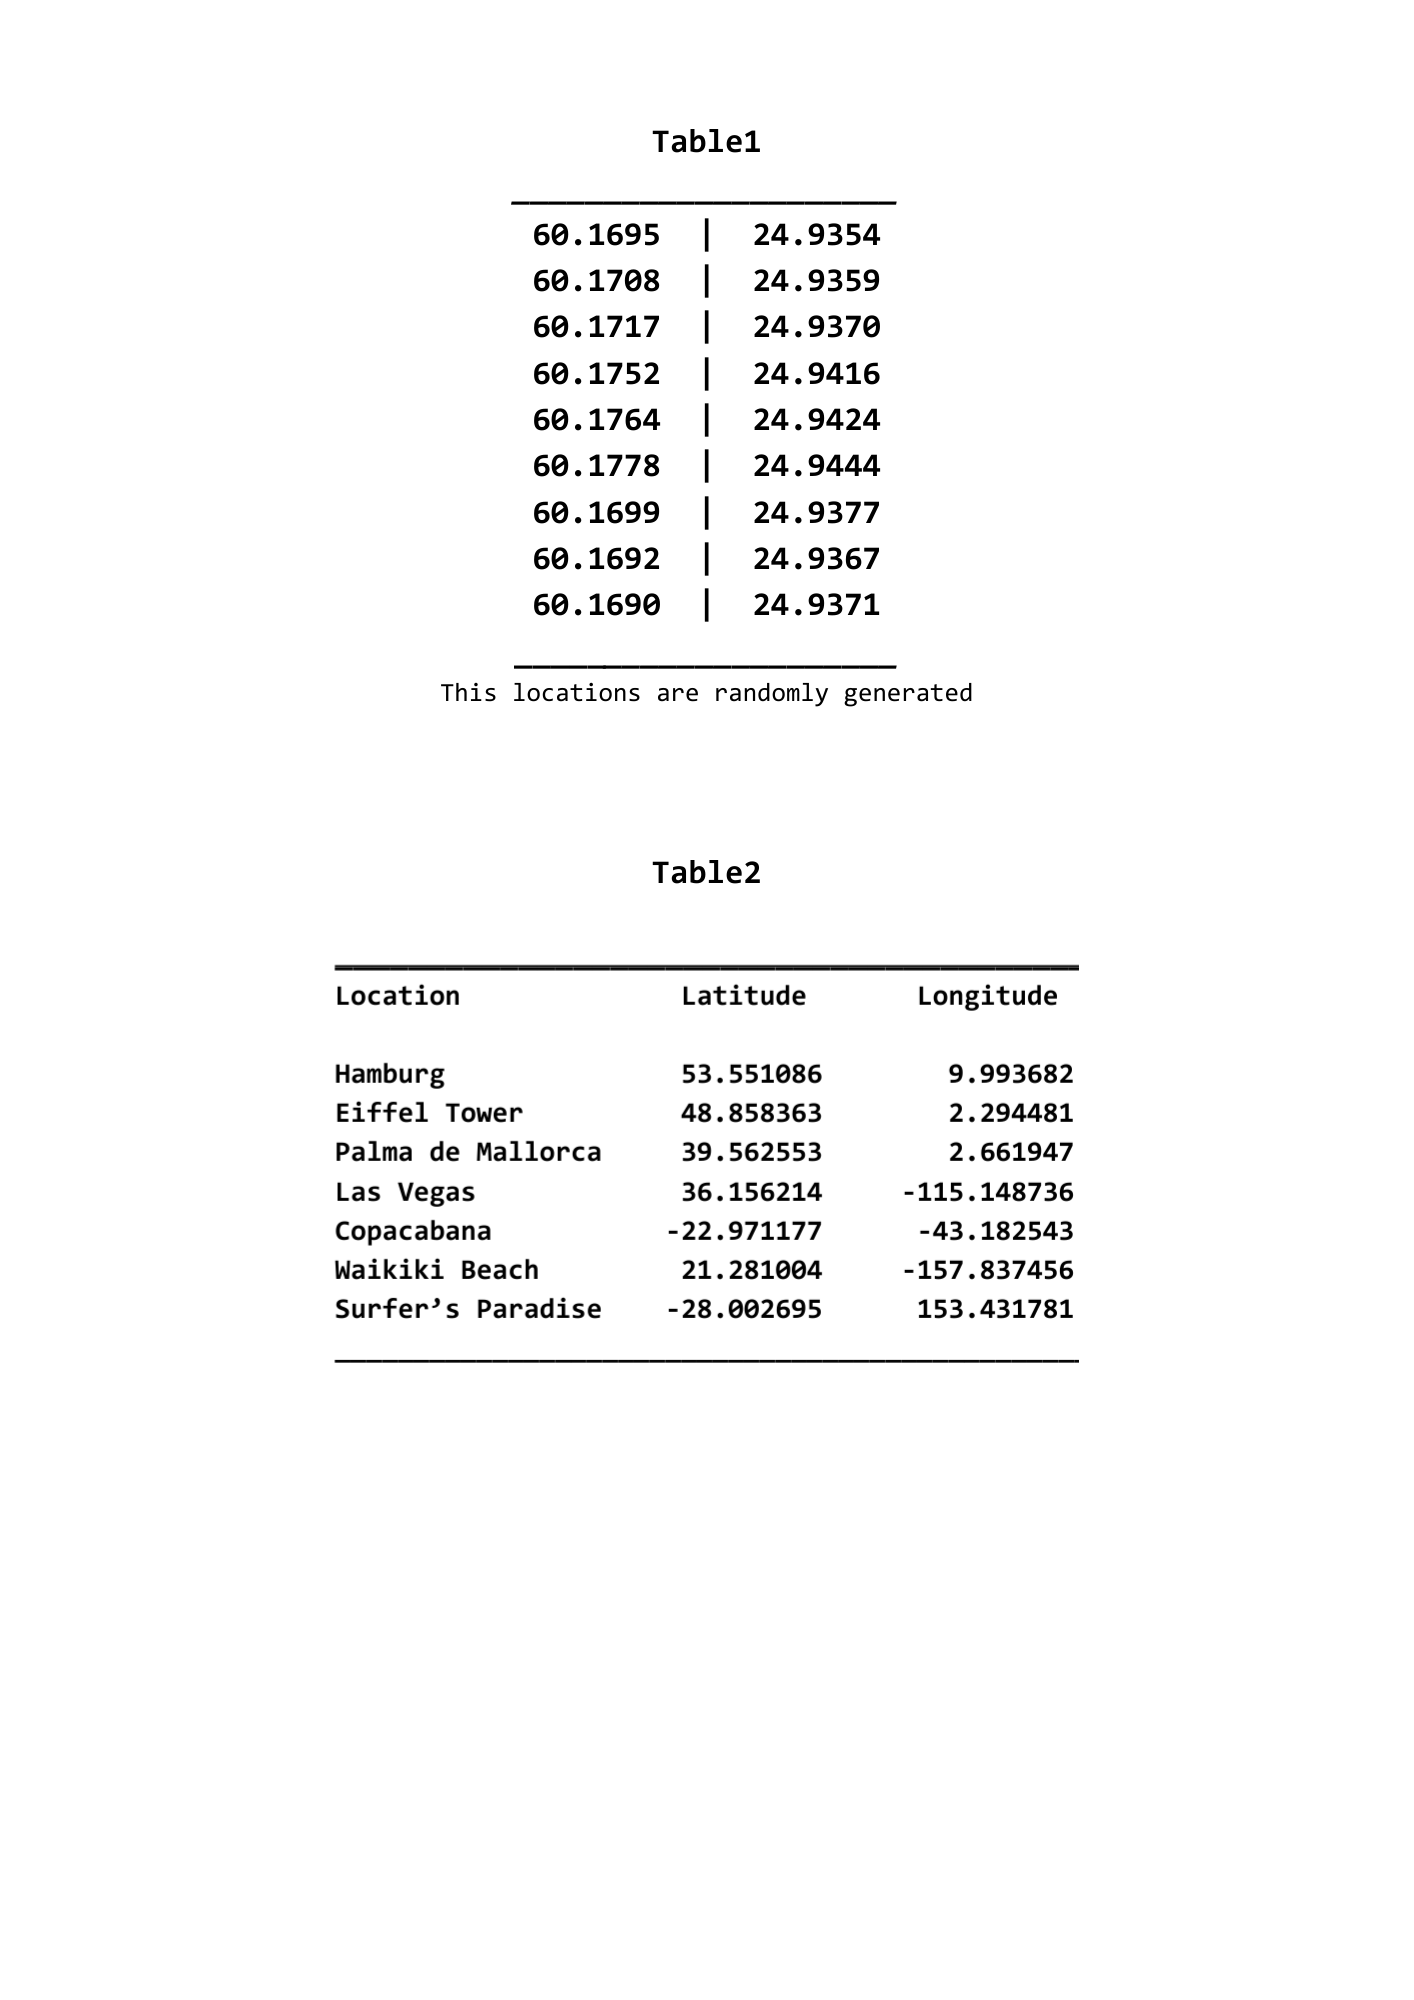 Table1
60.1695 | 24.9354
60.1708 | 24.9359
60.1717 | 24.9370
60.1752 | 24.9416
60.1764 | 24.9424
60.1778 | 24.9444
60.1699 | 24.9377
60.1692 | 24.9367
60.1690 | 24.9371
This locations are randomly generated
Table2
Location Latitude Longitude
Hamburg 53.551086 9.993682
Eiffel Tower 48.858363 2.294481
Palma de Mallorca 39.562553 2.661947
Las Vegas 36.156214 -115.148736
Copacabana -22.971177 -43.182543
Waikiki Beach 21.281004 -157.837456
Surfer’s Paradise -28.002695 153.431781